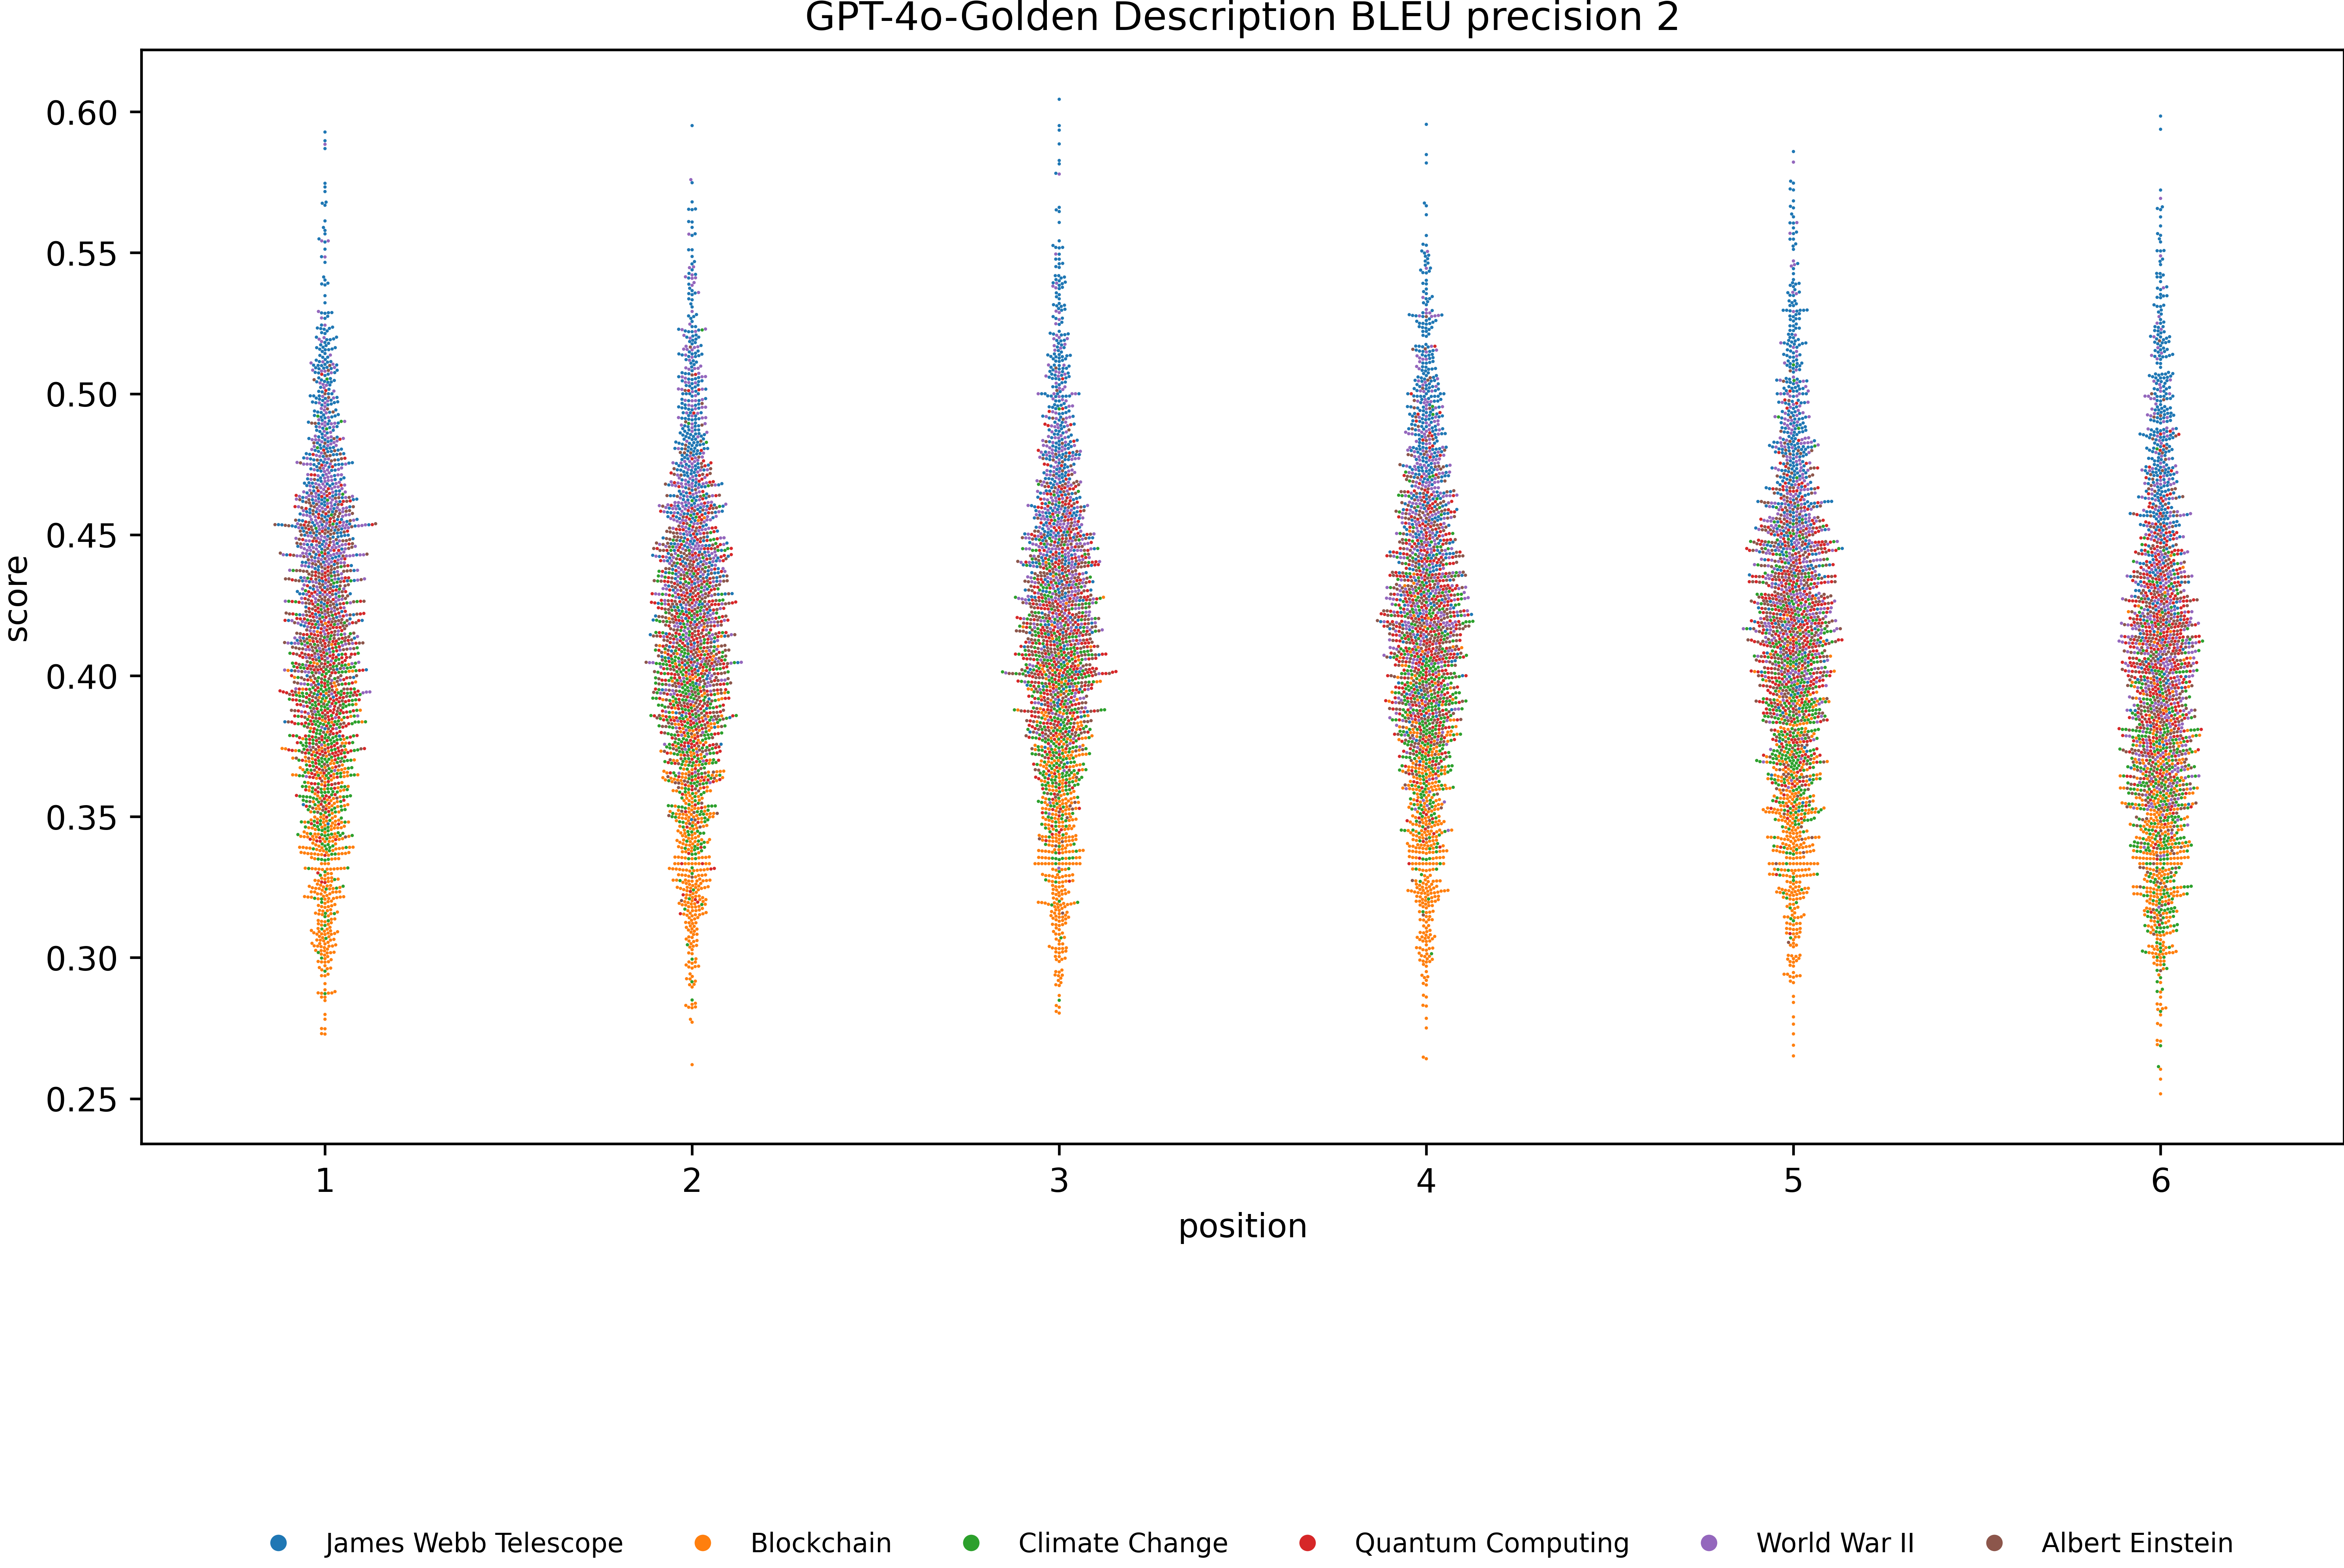 GPT-4o-Golden Description BLEU precision 2
score
0.60
0.55
0.50
0.45
0.40
0.35
0.30
0.25
1 2 3 4 5 6
position
James Webb Telescope Blockchain Climate Change Quantum Computing World War II Albert Einstein